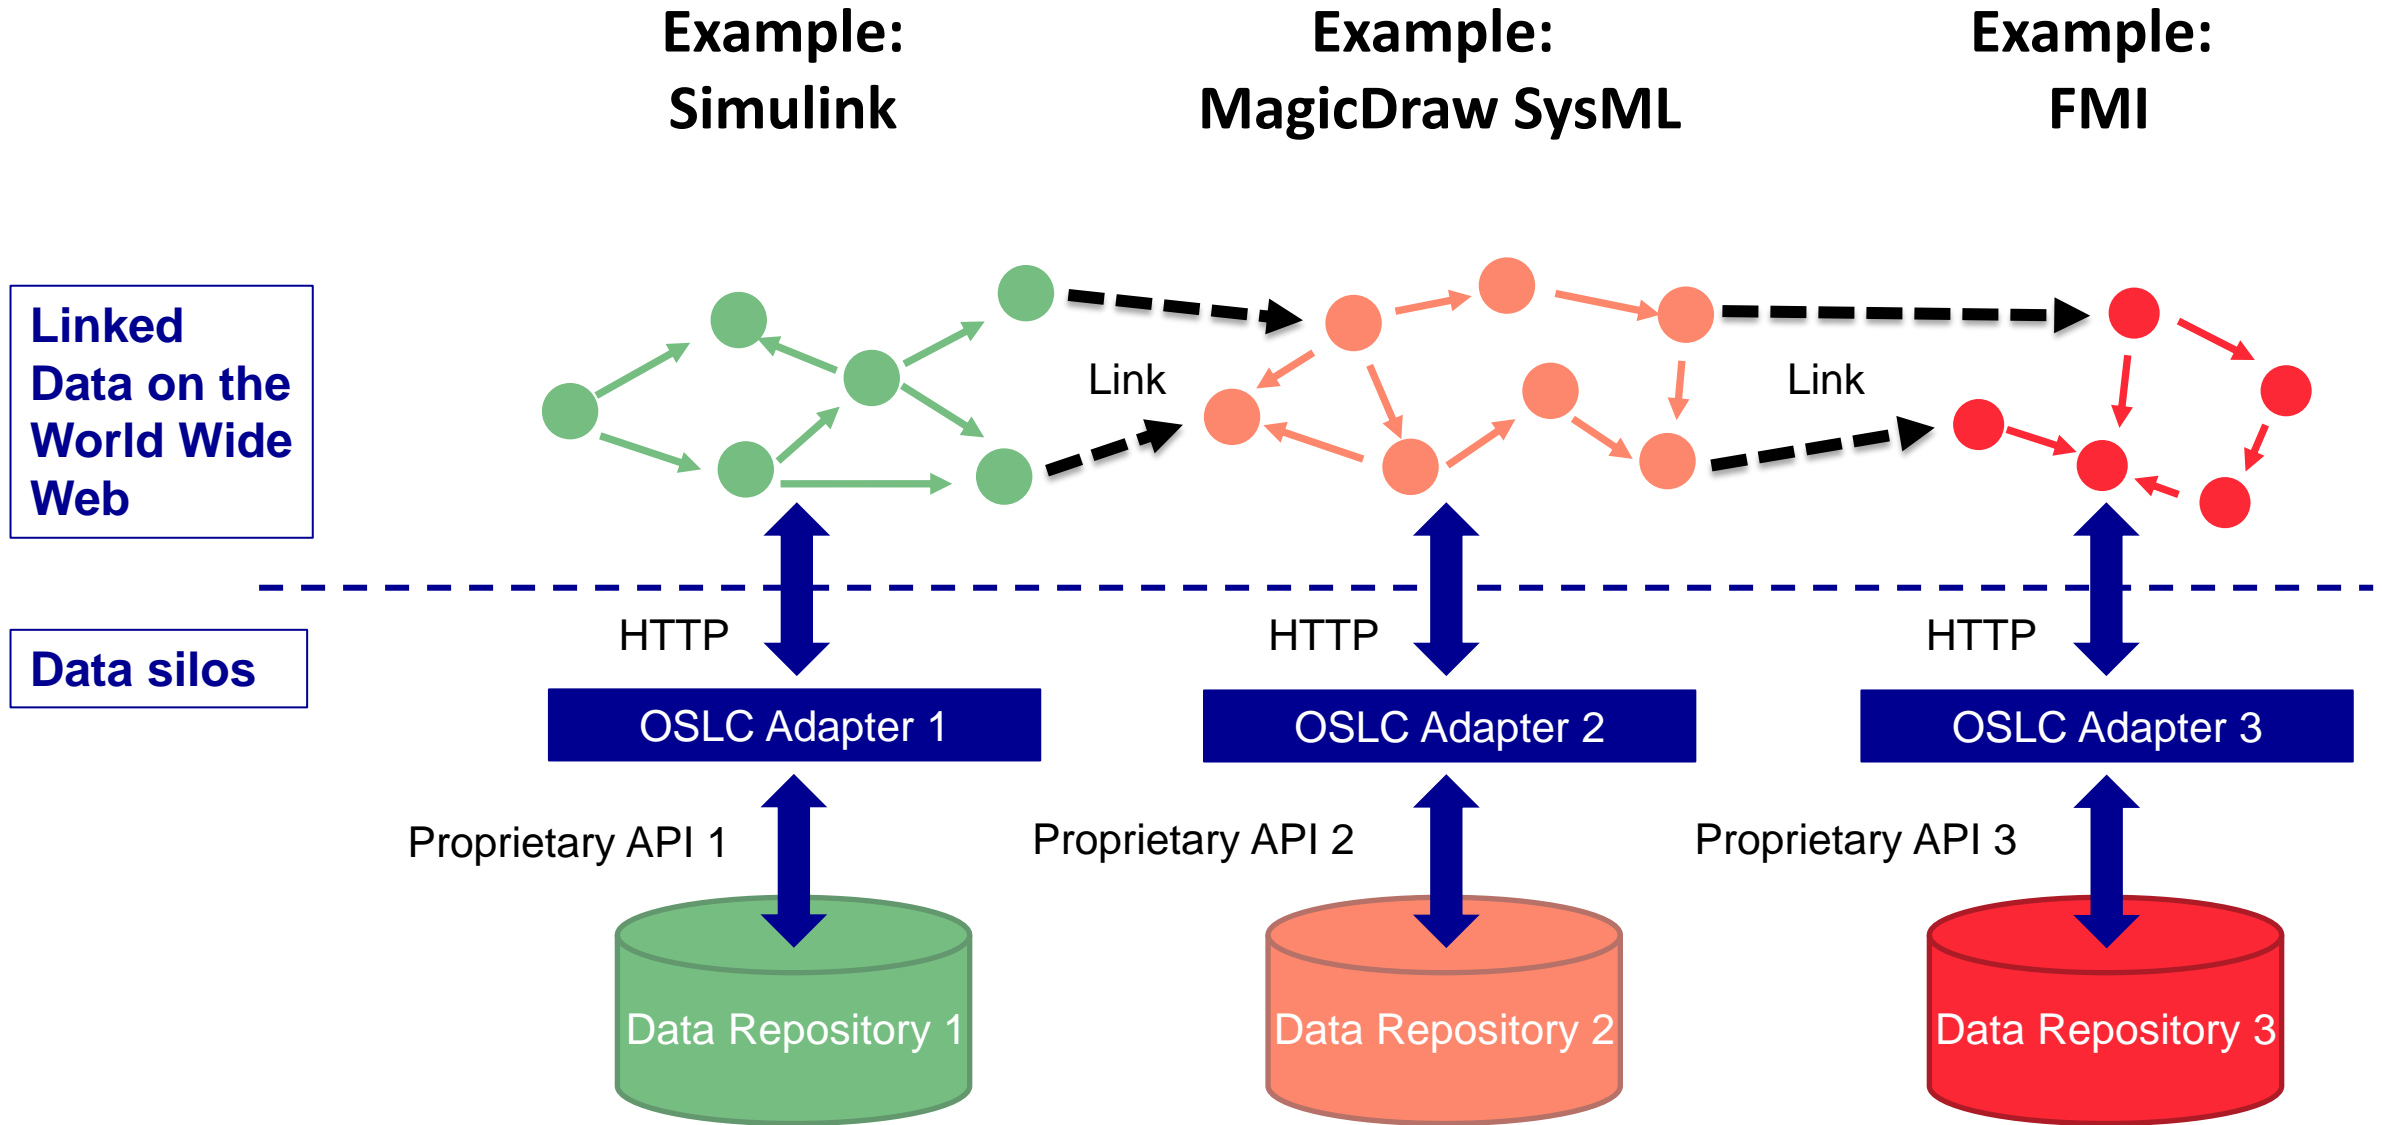 Example:
Simulink
Example:
MagicDraw SysML
Example:
FMI
Linked
Data on the
World Wide
Web
Link
Link
HTTP
HTTP
HTTP
Data silos
OSLC Adapter 1
OSLC Adapter 2
OSLC Adapter 3
Proprietary API 1
Proprietary API 2
Proprietary API 3
Data Repository 1
Data Repository 2
Data Repository 3